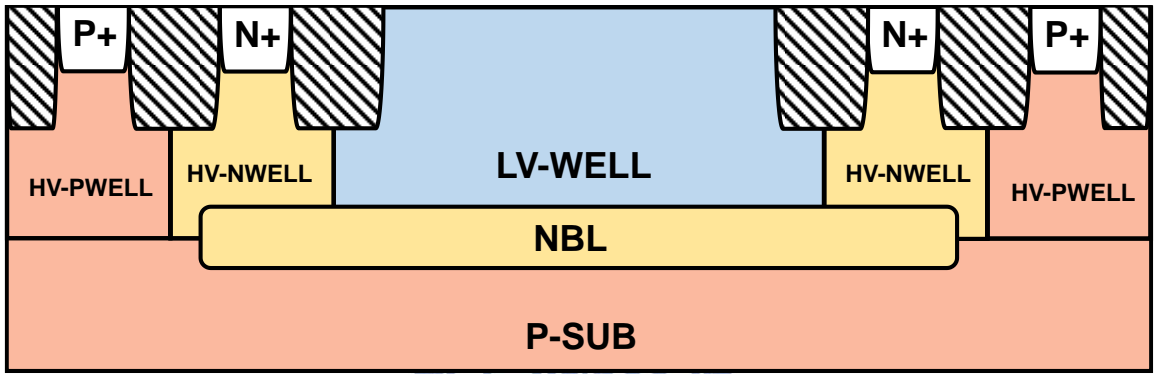 P+ N+ N+ P+
LV-WELL
HV-PWELL HV-NWELL HV-NWELL HV-PWELL
NBL
P-SUB